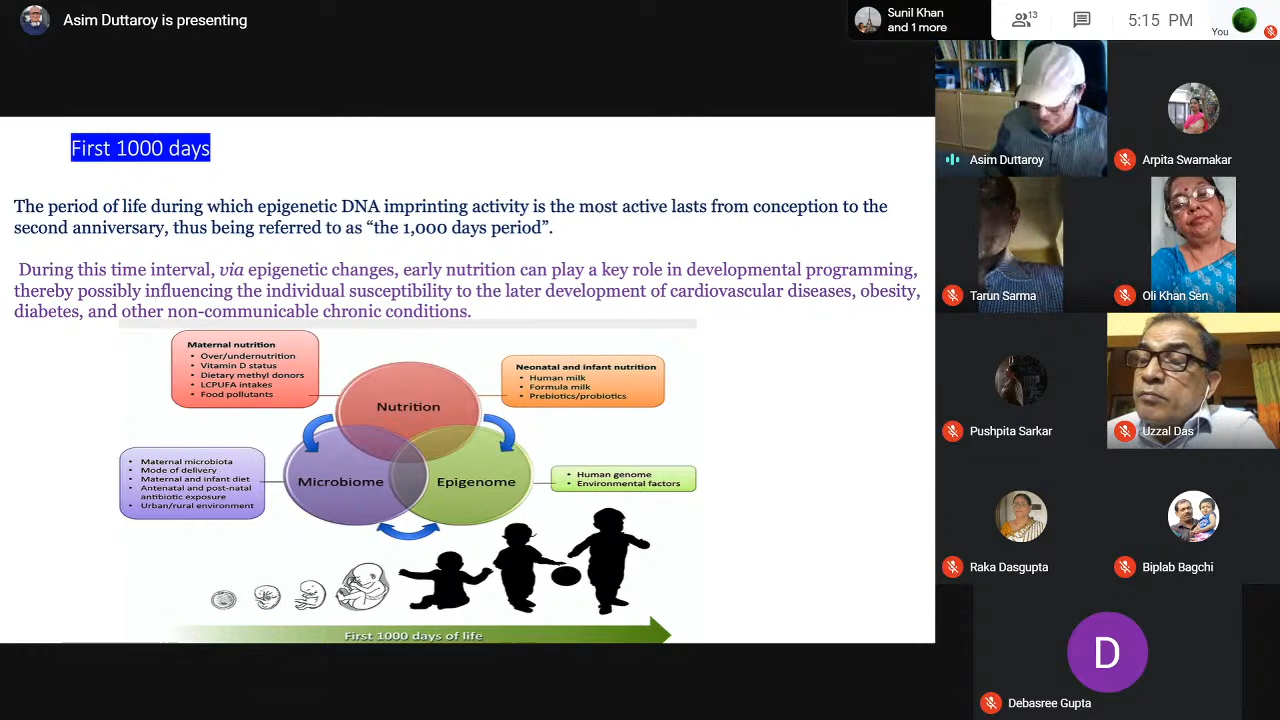 Asim Duttaroy is presenting
Sunil Khan
and 1 more
13
5:15 PM
You
First 1000 days
The period of life during which epigenetic DNA imprinting activity is the most active lasts from conception to the
second anniversary, thus being referred to as “the 1,000 days period”.
During this time interval, via epigenetic changes, early nutrition can play a key role in developmental programming,
thereby possibly influencing the individual susceptibility to the later development of cardiovascular diseases, obesity,
diabetes, and other non-communicable chronic conditions.
Maternal nutrition
• Over/undernutrition
• Vitamin D status
• Dietary methyl donors
• LCPUFA intakes
• Food pollutants
Neonatal and infant nutrition
• Human milk
• Formula milk
• Prebiotics/probiotics
Nutrition
Microbiome
Epigenome
• Maternal microbiota
• Mode of delivery
• Maternal and infant diet
• Antenatal and post-natal
antibiotic exposure
• Urban/rural environment
• Human genome
• Environmental factors
First 1000 days of life
Asim Duttaroy
Arpita Swarnakar
Tarun Sarma
Oli Khan Sen
Pushpita Sarkar
Uzzal Das
Raka Dasgupta
Biplab Bagchi
D
Debasree Gupta